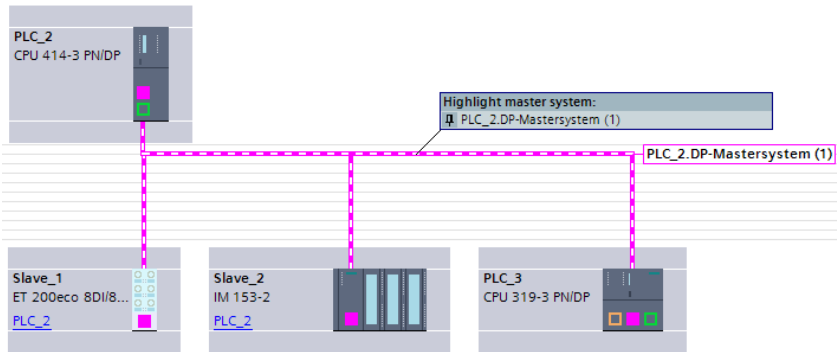 PLC_2
CPU 414-3 PN/DP
Highlight master system:
PLC_2.DP-Mastersystem (1)
PLC_2.DP-Mastersystem (1)
Slave_1
ET 200eco 8DI/8...
PLC_2
Slave_2
IM 153-2
PLC_2
PLC_3
CPU 319-3 PN/DP